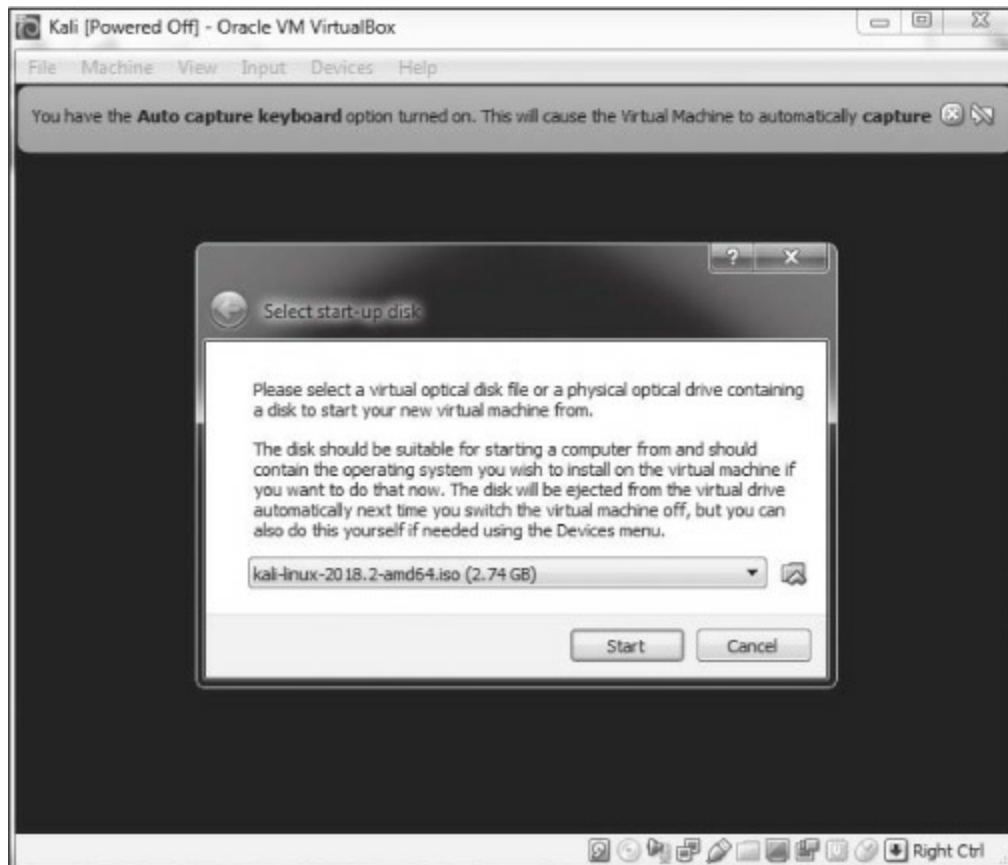 Kali [Powered Off] - Oracle VM VirtualBox
File Machine View Input Devices Help
You have the Auto capture keyboard option turned on. This will cause the Virtual Machine to automatically capture
?
Select start-up disk
Please select a virtual optical disk file or a physical optical drive containing
a disk to start your new virtual machine from.
The disk should be suitable for starting a computer from and should
contain the operating system you wish to install on the virtual machine if
you want to do that now. The disk will be ejected from the virtual drive
automatically next time you switch the virtual machine off, but you can
also do this yourself if needed using the Devices menu.
kali-linux-2018.2-amd64.iso (2.74 GB)
Start Cancel
Right Ctrl